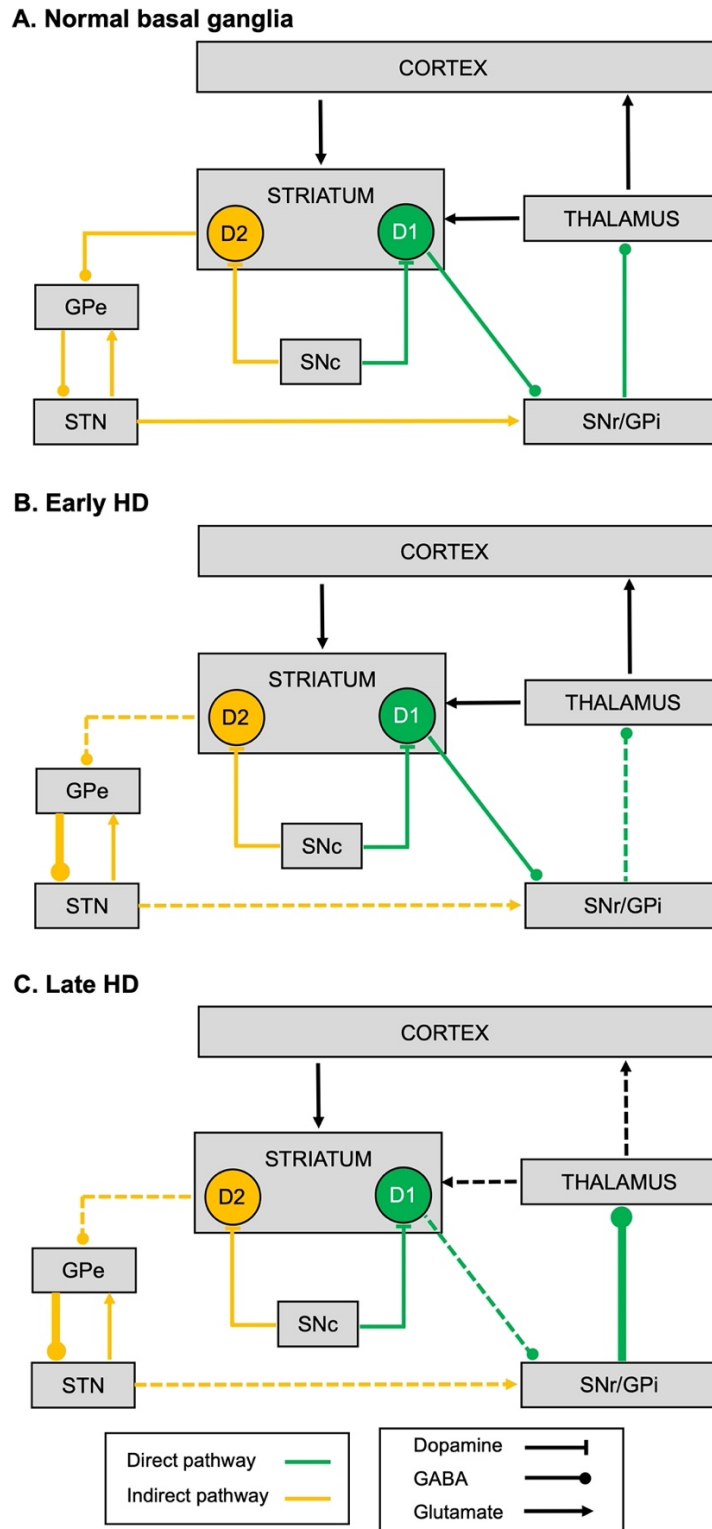 A. Normal basal ganglia
CORTEX
STRIATUM
D2
D1
THALAMUS
GPe
SNc
STN
SNr/GPi
B. Early HD
CORTEX
STRIATUM
D2
D1
THALAMUS
GPe
SNc
STN
SNr/GPi
C. Late HD
CORTEX
STRIATUM
D2
D1
THALAMUS
GPe
SNc
STN
SNr/GPi
Direct pathway
Indirect pathway
Dopamine
GABA
Glutamate